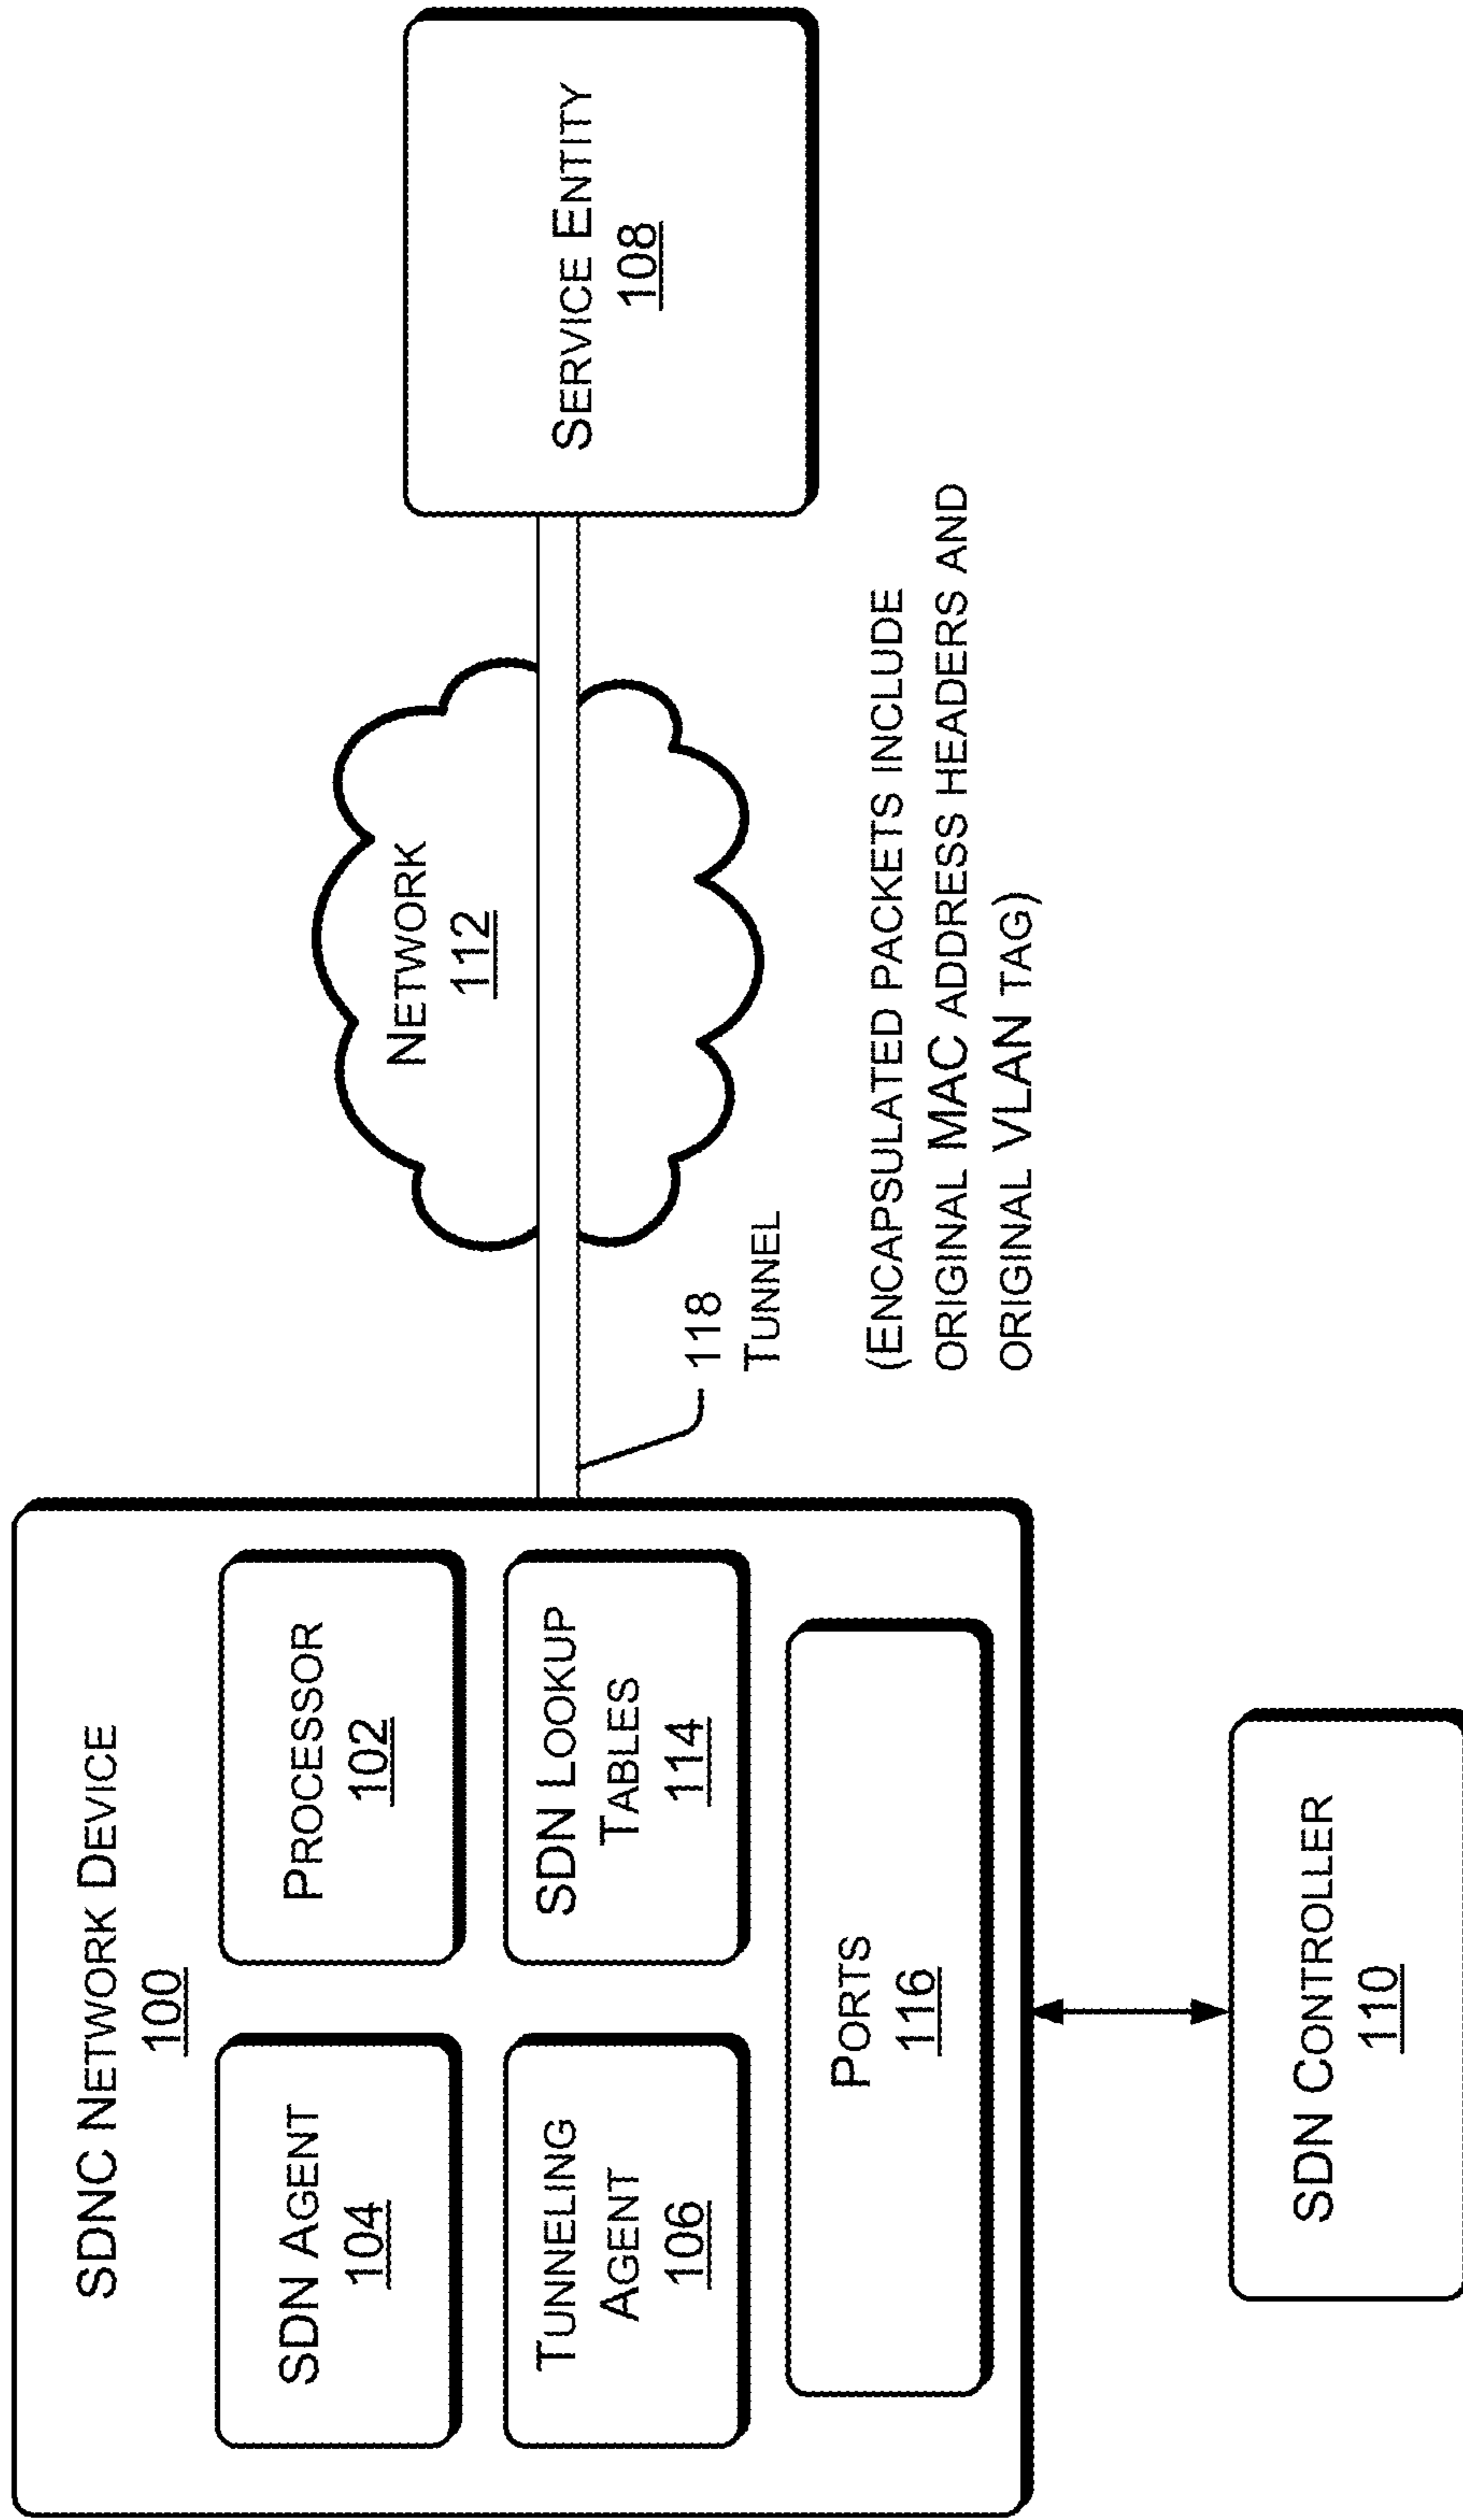 SDNC NETWORK DEVICE
100
SDN AGENT
104
PROCESSOR
102
TUNNELING
AGENT
106
SDN LOOKUP
TABLES
114
PORTS
116
SDN CONTROLLER
110
118
TUNNEL
NETWORK
112
(ENCAPSULATED PACKETS INCLUDE
ORIGINAL MAC ADDRESS HEADERS AND
ORIGINAL VLAN TAG)
SERVICE ENTITY
108